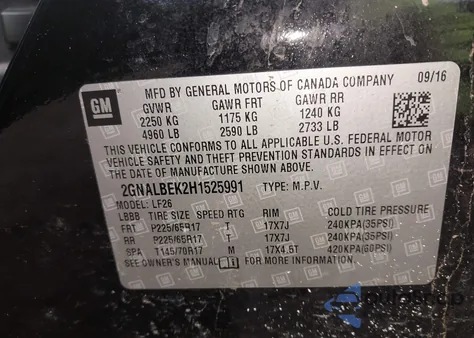 MFD BY GENERAL MOTORS OF CANADA COMPANY 09/16
GM
GVWR GAWR FRT GAWR RR
2250 KG 1175 KG 1240 KG
4960 LB 2590 LB 2733 LB
THIS VEHICLE CONFORMS TO ALL APPLICABLE U.S. FEDERAL MOTOR
VEHICLE SAFETY AND THEFT PREVENTION STANDARDS IN EFFECT ON
THE DATE OF MANUFACTURE SHOWN ABOVE.
2GNALBEK2H1525991 TYPE: M.P.V.
MODEL: LF26
LBBB TIRE SIZE SPEED RTG RIM COLD TIRE PRESSURE
FRT P225/65R17 T 17X7J 240KPA(35PSI)
RR P225/65R17 T 17X7J 240KPA(35PSI)
SPA T145/70R17 M 17X4.5T 420KPA(60PSI)
SEE OWNER'S MANUAL FOR MORE INFORMATION.